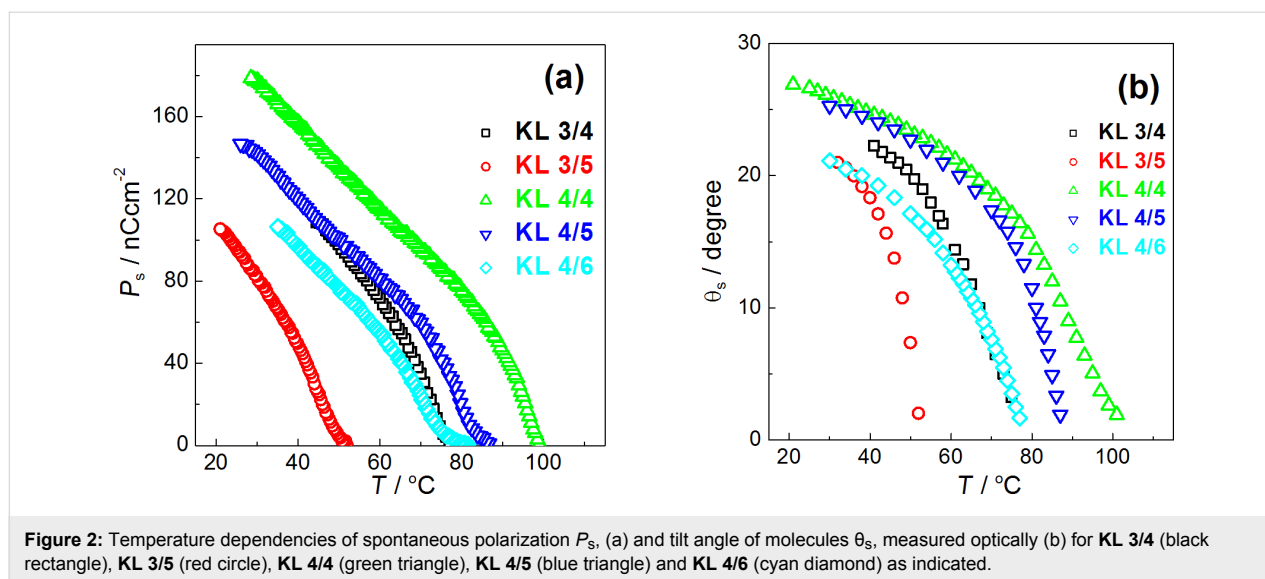 (a)
P_s / nCcm⁻²
160
120
80
40
0
KL 3/4
KL 3/5
KL 4/4
KL 4/5
KL 4/6
20 40 60 80 100
T / °C
(b)
θ_s / degree
30
20
10
0
KL 3/4
KL 3/5
KL 4/4
KL 4/5
KL 4/6
20 40 60 80 100
T / °C
Figure 2: Temperature dependencies of spontaneous polarization P_s, (a) and tilt angle of molecules θ_s, measured optically (b) for KL 3/4 (black
rectangle), KL 3/5 (red circle), KL 4/4 (green triangle), KL 4/5 (blue triangle) and KL 4/6 (cyan diamond) as indicated.